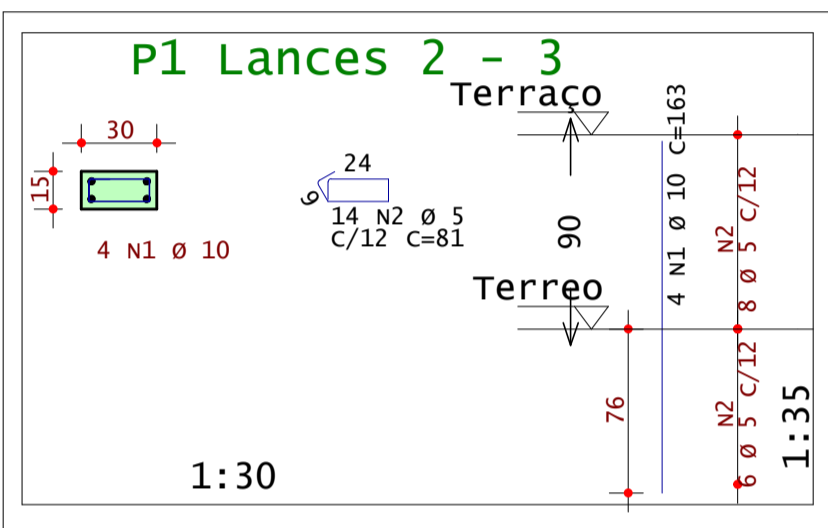 P1 Lances 2 - 3
30
15
4 N1 Ø 10
24
9
14 N2 Ø 5
C/12 C=81
Terraço
90
Terreo
76
4 N1 Ø 10 C=163
N2
8 Ø 5 C/12
N2
6 Ø 5 C/12
1:30
1:35